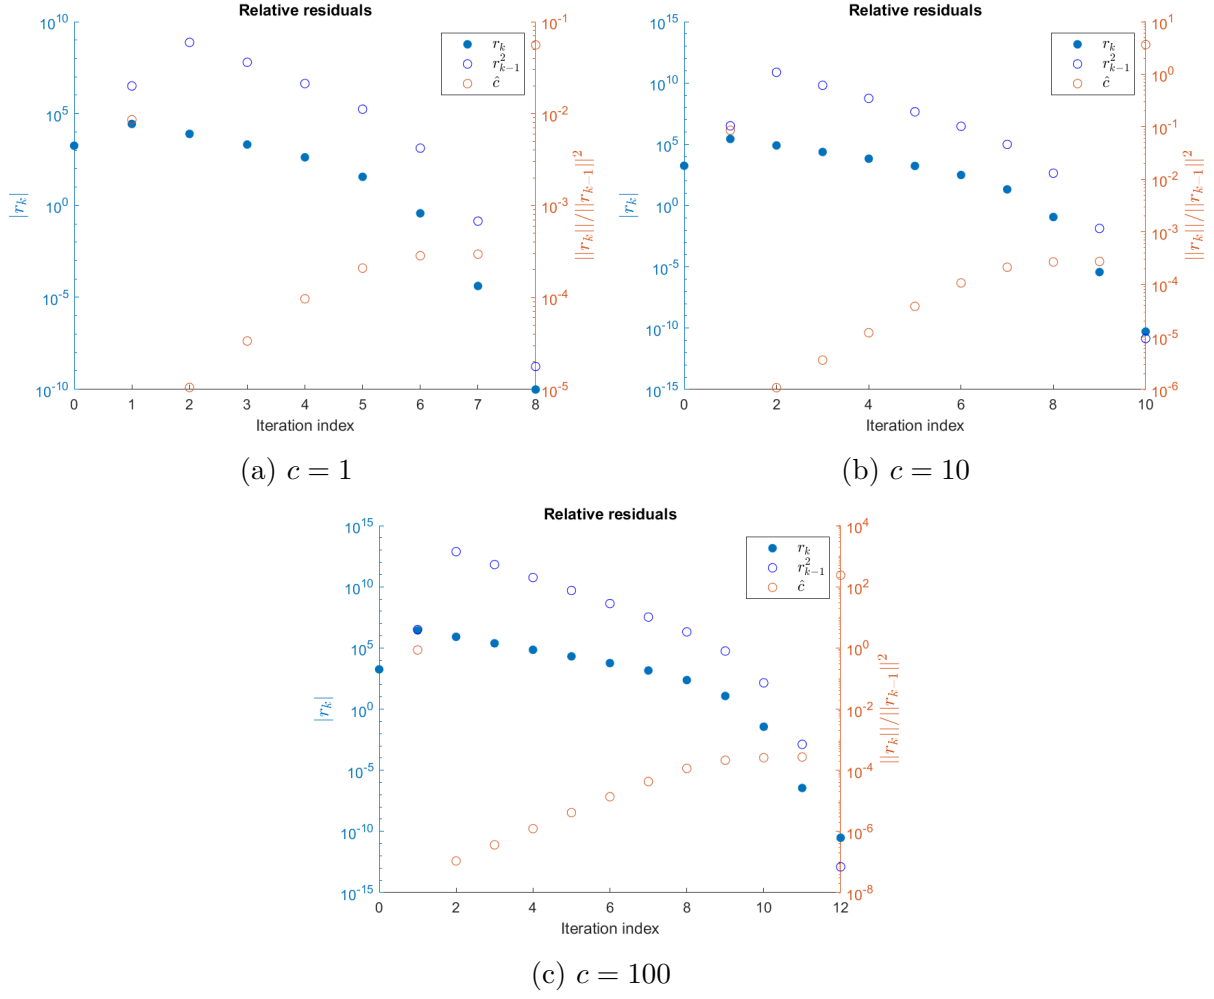 Relative residuals
10^10
10^5
10^0
10^-5
10^-10
|r_k|
r_k
r_{k-1}^2
ĉ
10^-1
10^-2
10^-3
10^-4
10^-5
||r_k||/||r_{k-1}||^2
0 1 2 3 4 5 6 7 8
Iteration index
(a) c = 1
Relative residuals
10^15
10^10
10^5
10^0
10^-5
10^-10
10^-15
|r_k|
r_k
r_{k-1}^2
ĉ
10^1
10^0
10^-1
10^-2
10^-3
10^-4
10^-5
10^-6
||r_k||/||r_{k-1}||^2
0 2 4 6 8 10
Iteration index
(b) c = 10
Relative residuals
10^15
10^10
10^5
10^0
10^-5
10^-10
10^-15
|r_k|
r_k
r_{k-1}^2
ĉ
10^4
10^2
10^0
10^-2
10^-4
10^-6
10^-8
||r_k||/||r_{k-1}||^2
0 2 4 6 8 10 12
Iteration index
(c) c = 100